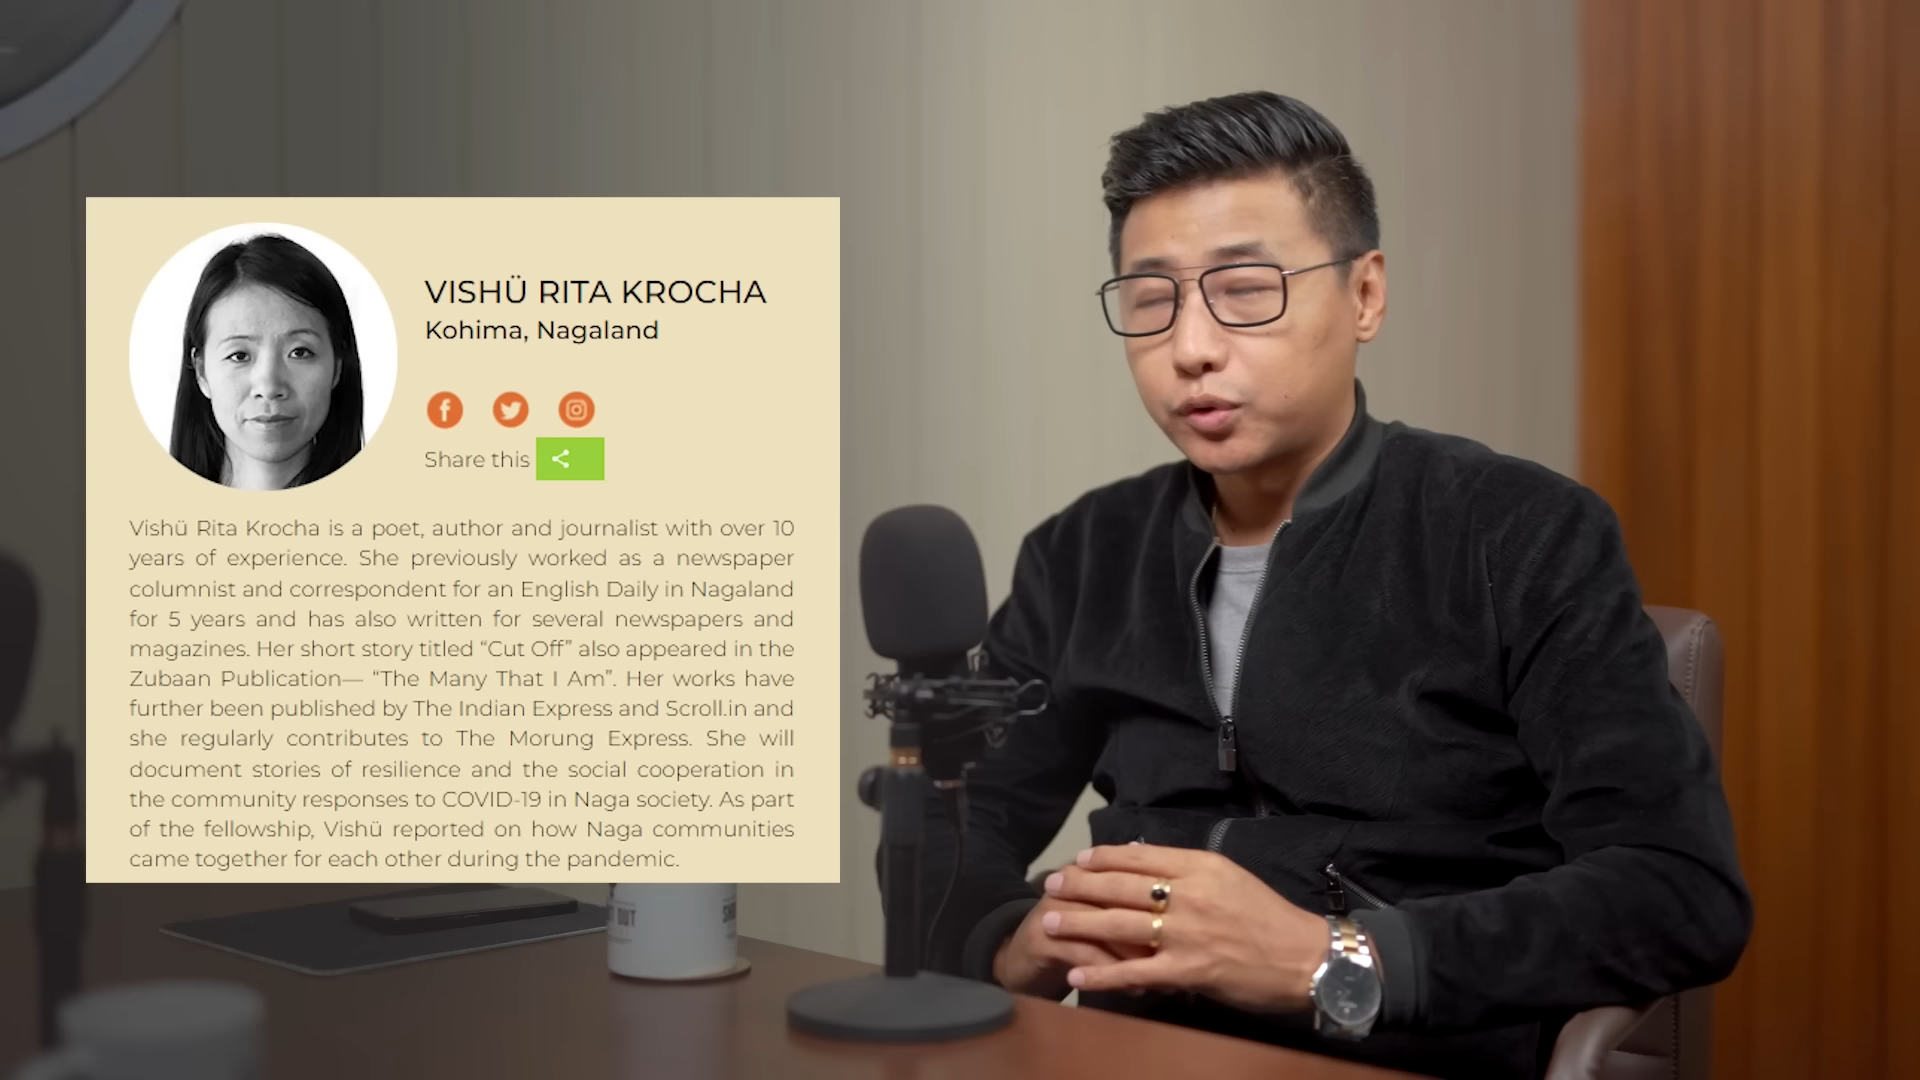 VISHÜ RITA KROCHA
Kohima, Nagaland
Share this
Vishü Rita Krocha is a poet, author and journalist with over 10
years of experience. She previously worked as a newspaper
columnist and correspondent for an English Daily in Nagaland
for 5 years and has also written for several newspapers and
magazines. Her short story titled “Cut Off” also appeared in the
Zubaan Publication— “The Many That I Am”. Her works have
further been published by The Indian Express and Scroll.in and
she regularly contributes to The Morung Express. She will
document stories of resilience and the social cooperation in
the community responses to COVID-19 in Naga society. As part
of the fellowship, Vishü reported on how Naga communities
came together for each other during the pandemic.